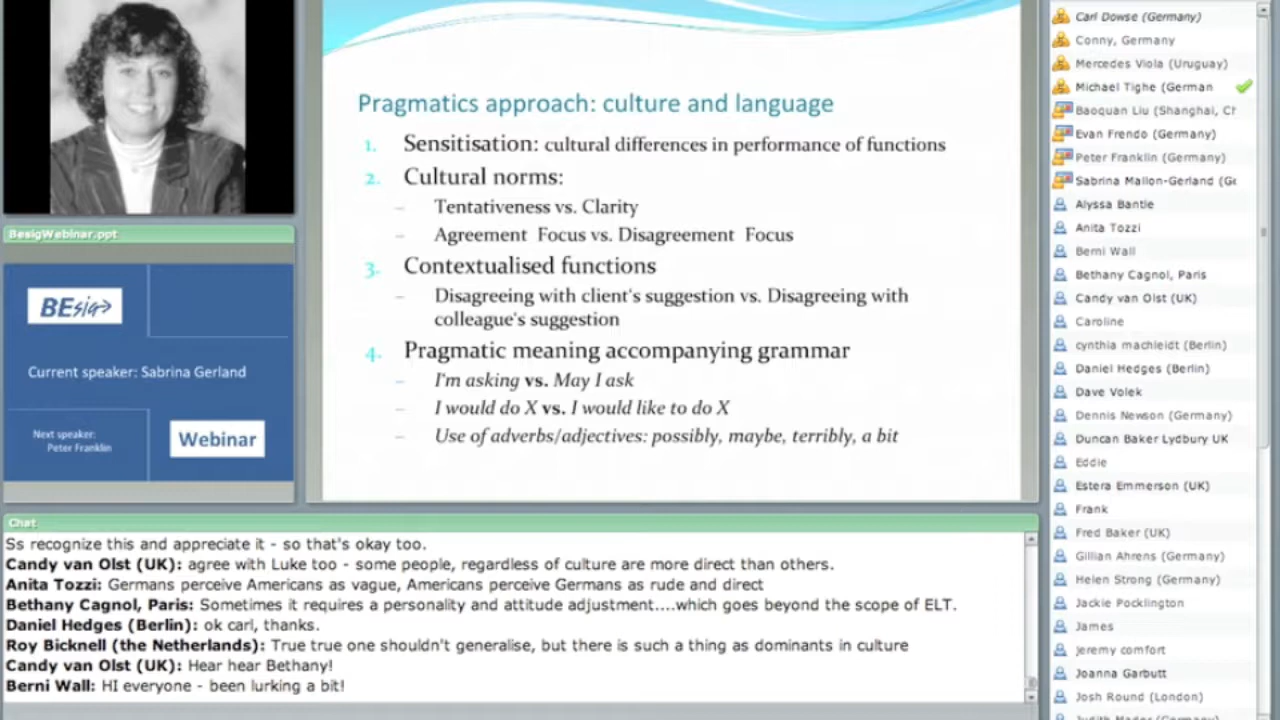 BesigWebinar.ppt
BEsig
Current speaker: Sabrina Gerland
Next speaker:
Peter Franklin
Webinar
Pragmatics approach: culture and language
1. Sensitisation: cultural differences in performance of functions
2. Cultural norms:
– Tentativeness vs. Clarity
– Agreement Focus vs. Disagreement Focus
3. Contextualised functions
– Disagreeing with client's suggestion vs. Disagreeing with
colleague's suggestion
4. Pragmatic meaning accompanying grammar
– I'm asking vs. May I ask
– I would do X vs. I would like to do X
– Use of adverbs/adjectives: possibly, maybe, terribly, a bit
Chat
Ss recognize this and appreciate it - so that's okay too.
Candy van Olst (UK): agree with Luke too - some people, regardless of culture are more direct than others.
Anita Tozzi: Germans perceive Americans as vague, Americans perceive Germans as rude and direct
Bethany Cagnol, Paris: Sometimes it requires a personality and attitude adjustment....which goes beyond the scope of ELT.
Daniel Hedges (Berlin): ok carl, thanks.
Roy Bicknell (the Netherlands): True true one shouldn't generalise, but there is such a thing as dominants in culture
Candy van Olst (UK): Hear hear Bethany!
Berni Wall: HI everyone - been lurking a bit!
Carl Dowse (Germany)
Conny, Germany
Mercedes Viola (Uruguay)
Michael Tighe (German
Baoquan Liu (Shanghai, Ch
Evan Frendo (Germany)
Peter Franklin (Germany)
Sabrina Mallon-Gerland (Ge
Alyssa Bantle
Anita Tozzi
Berni Wall
Bethany Cagnol, Paris
Candy van Olst (UK)
Caroline
cynthia machleidt (Berlin)
Daniel Hedges (Berlin)
Dave Volek
Dennis Newson (Germany)
Duncan Baker Lydbury UK
Eddie
Estera Emmerson (UK)
Frank
Fred Baker (UK)
Gillian Ahrens (Germany)
Helen Strong (Germany)
Jackie Pocklington
James
jeremy comfort
Joanna Garbutt
Josh Round (London)